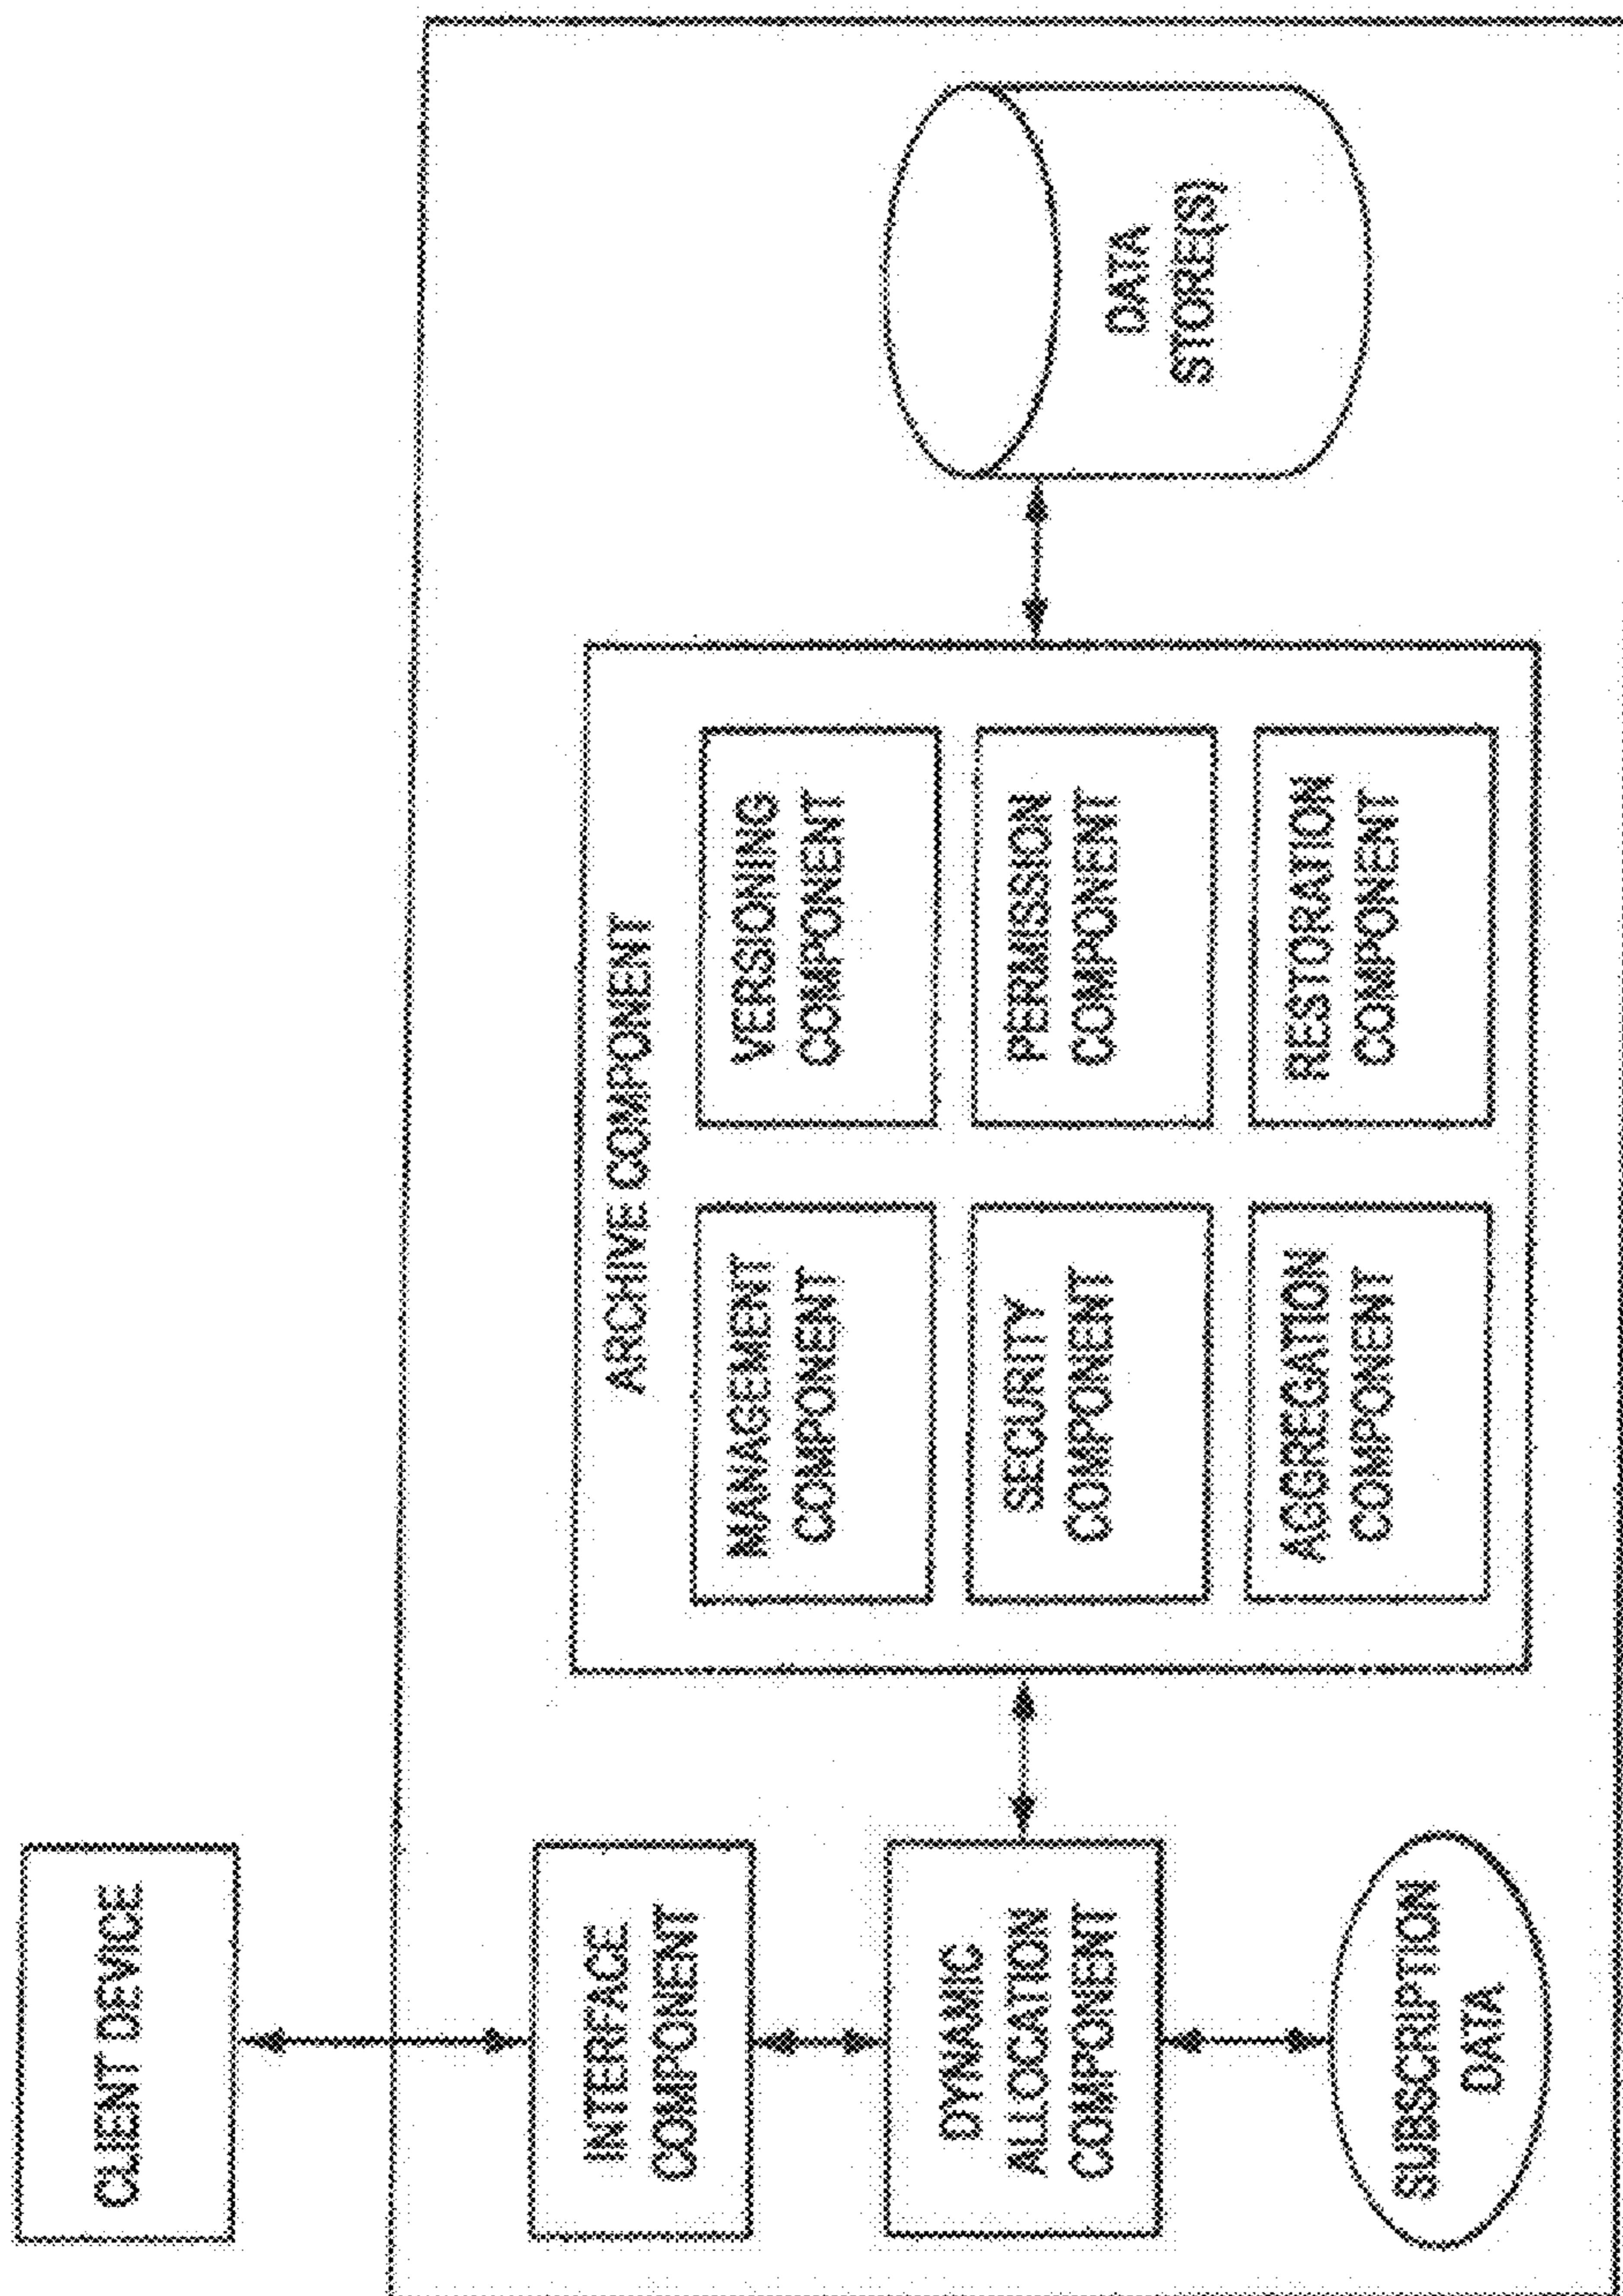 CLIENT DEVICE
INTERFACE
COMPONENT
DYNAMIC
ALLOCATION
COMPONENT
SUBSCRIPTION
DATA
ARCHIVE COMPONENT
MANAGEMENT
COMPONENT
VERSIONING
COMPONENT
SECURITY
COMPONENT
PERMISSION
COMPONENT
AGGREGATION
COMPONENT
RESTORATION
COMPONENT
DATA
STORE(S)